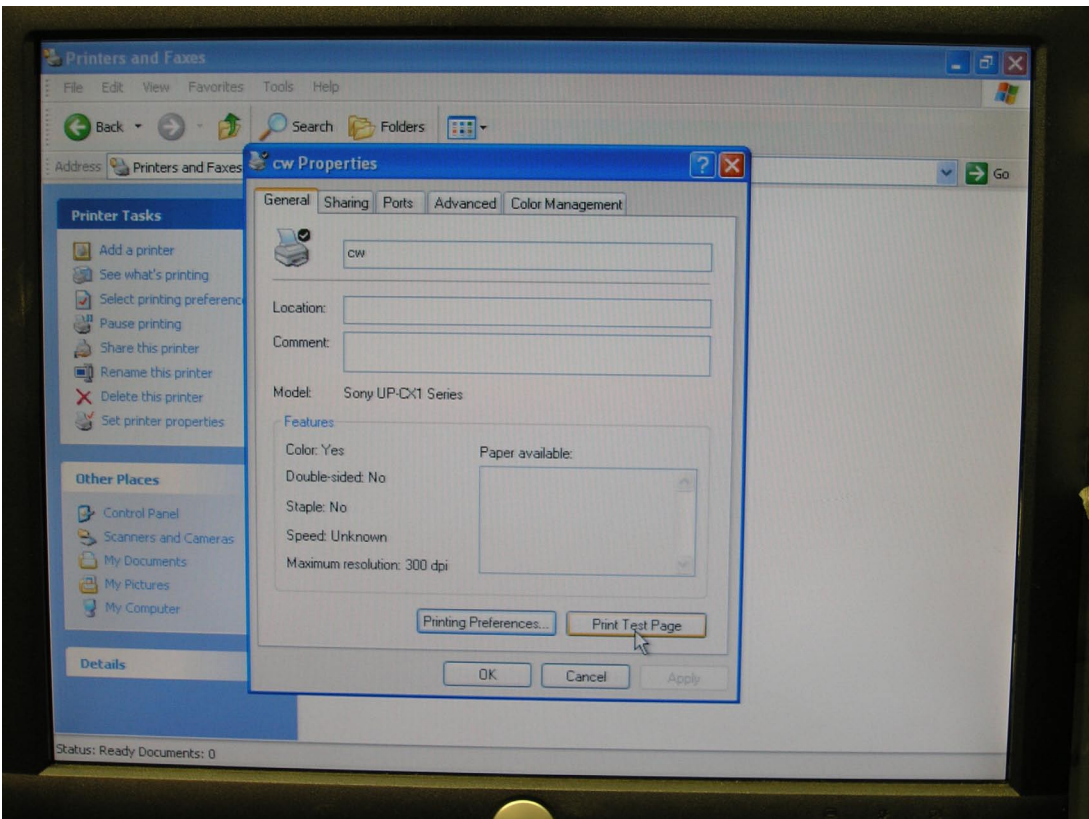 Printers and Faxes
File Edit View Favorites Tools Help
Back Search Folders
Address Printers and Faxes Go
cw Properties
General Sharing Ports Advanced Color Management
cw
Location:
Comment:
Model: Sony UP-CX1 Series
Features
Color: Yes
Paper available:
Double-sided: No
Staple: No
Speed: Unknown
Maximum resolution: 300 dpi
Printing Preferences... Print Test Page
OK Cancel Apply
Printer Tasks
Add a printer
See what's printing
Select printing preferenc
Pause printing
Share this printer
Rename this printer
Delete this printer
Set printer properties
Other Places
Control Panel
Scanners and Cameras
My Documents
My Pictures
My Computer
Details
Status: Ready Documents: 0